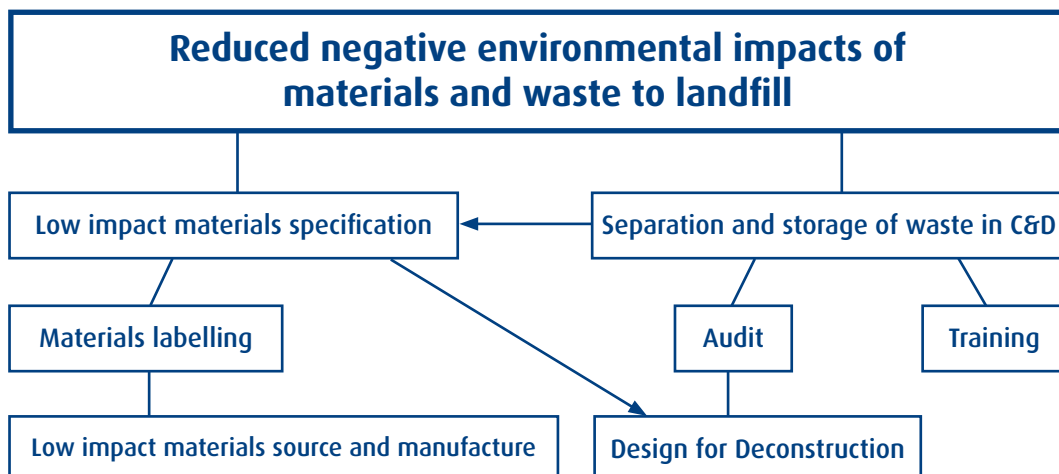 Reduced negative environmental impacts of
materials and waste to landfill
Low impact materials specification
Separation and storage of waste in C&D
Materials labelling
Audit
Training
Low impact materials source and manufacture
Design for Deconstruction